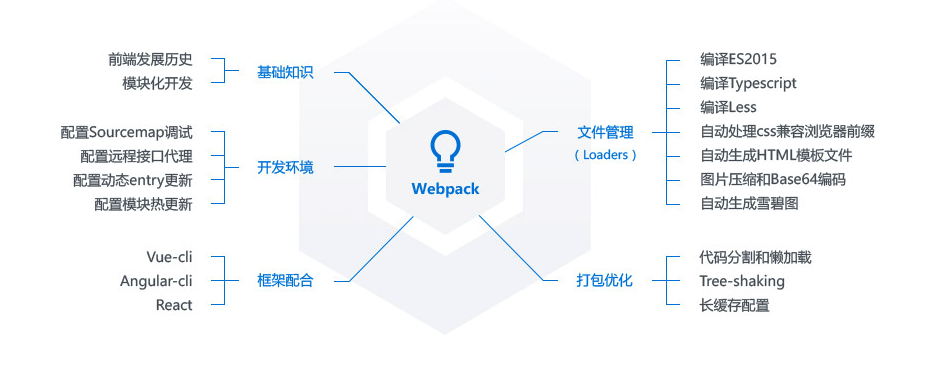 前端发展历史
模块化开发
基础知识
配置Sourcemap调试
配置远程接口代理
配置动态entry更新
配置模块热更新
开发环境
Vue-cli
Angular-cli
React
框架配合
Webpack
文件管理
（Loaders）
编译ES2015
编译Typescript
编译Less
自动处理css兼容浏览器前缀
自动生成HTML模板文件
图片压缩和Base64编码
自动生成雪碧图
打包优化
代码分割和懒加载
Tree-shaking
长缓存配置